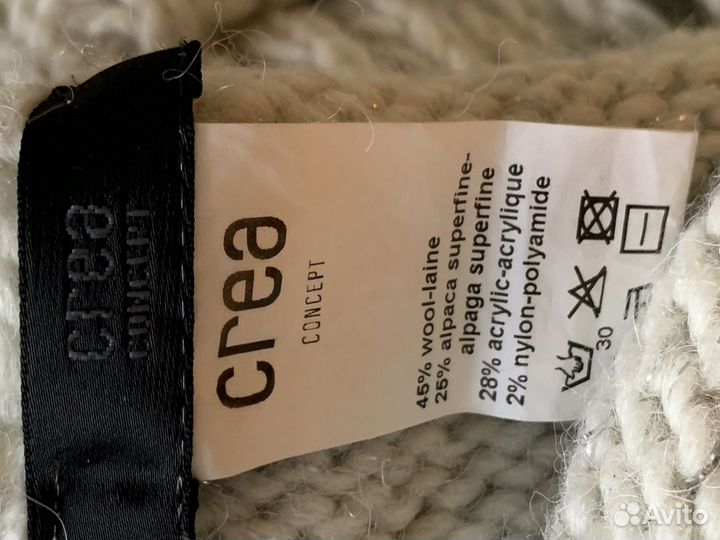 crea
CONCEPT
crea
CONCEPT
45% wool-laine
25% alpaca superfine-
alpaga superfine
28% acrylic-acrylique
2% nylon-polyamide
30
Avito